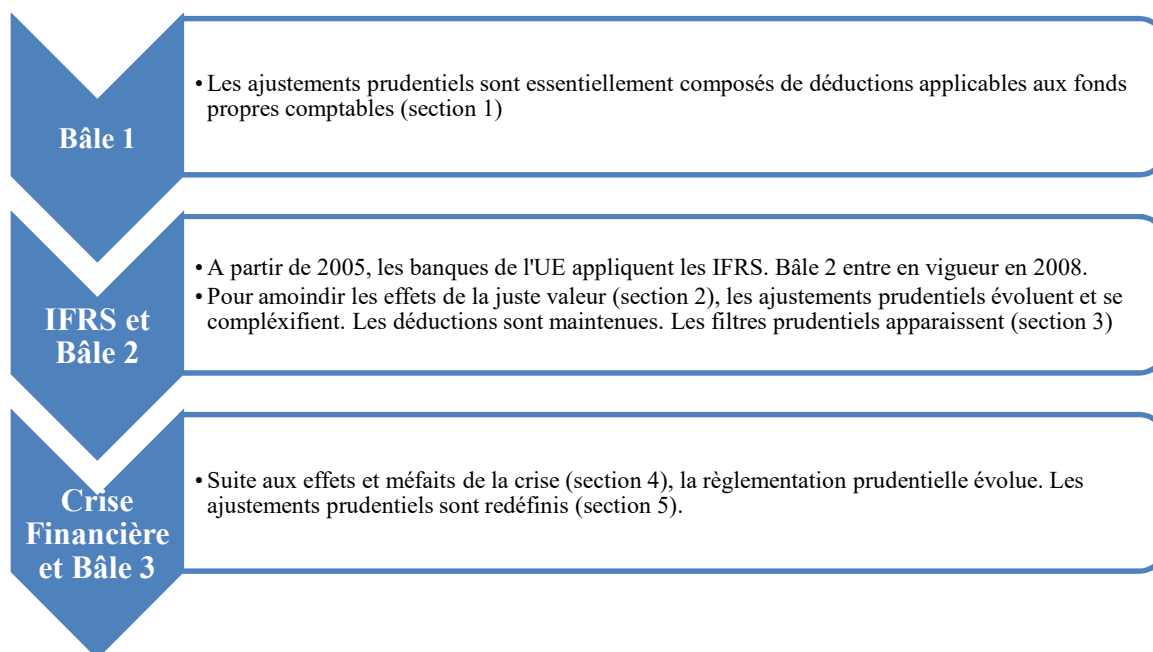 Bâle 1
• Les ajustements prudentiels sont essentiellement composés de déductions applicables aux fonds
propres comptables (section 1)
IFRS et
Bâle 2
• A partir de 2005, les banques de l'UE appliquent les IFRS. Bâle 2 entre en vigueur en 2008.
• Pour amoindir les effets de la juste valeur (section 2), les ajustements prudentiels évoluent et se
compléxifient. Les déductions sont maintenues. Les filtres prudentiels apparaissent (section 3)
Crise
Financière
et Bâle 3
• Suite aux effets et méfaits de la crise (section 4), la règlementation prudentielle évolue. Les
ajustements prudentiels sont redéfinis (section 5).